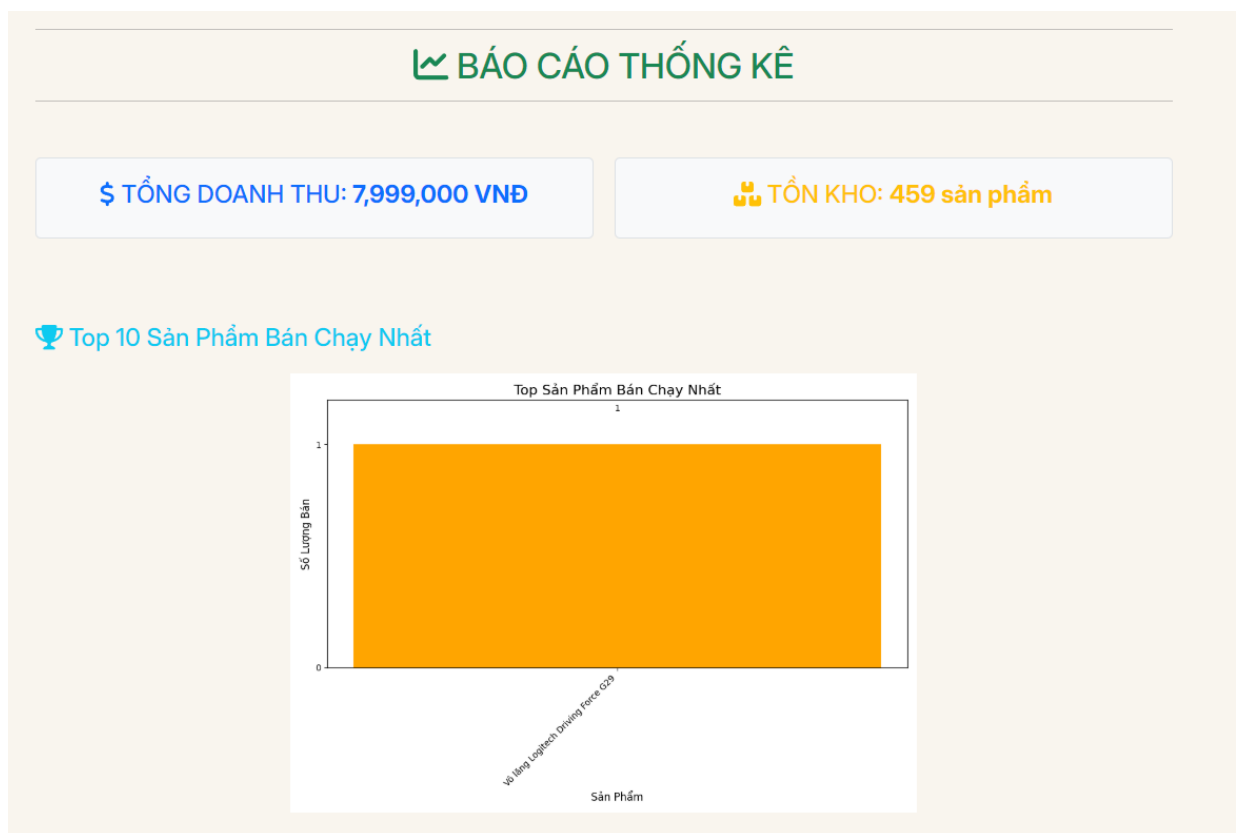 BÁO CÁO THỐNG KÊ
$ TỔNG DOANH THU: 7,999,000 VNĐ
TỒN KHO: 459 sản phẩm
Top 10 Sản Phẩm Bán Chạy Nhất
Top Sản Phẩm Bán Chạy Nhất
1
1
Số Lượng Bán
0
Vô lăng Logitech Driving Force G29
Sản Phẩm